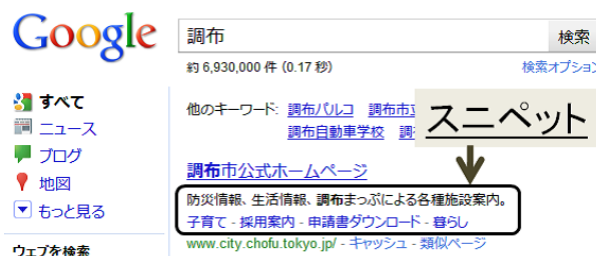 Google
調布
検索
約 6,930,000 件 (0.17 秒)
検索オプション
すべて
ニュース
ブログ
地図
もっと見る
ウェブを検索
他のキーワード: 調布パルコ 調布市立
調布自動車学校 調
スニペット
調布市公式ホームページ
防災情報、生活情報、調布まっぷによる各種施設案内。
子育て - 採用案内 - 申請書ダウンロード - 暮らし
www.city.chofu.tokyo.jp/ - キャッシュ - 類似ページ